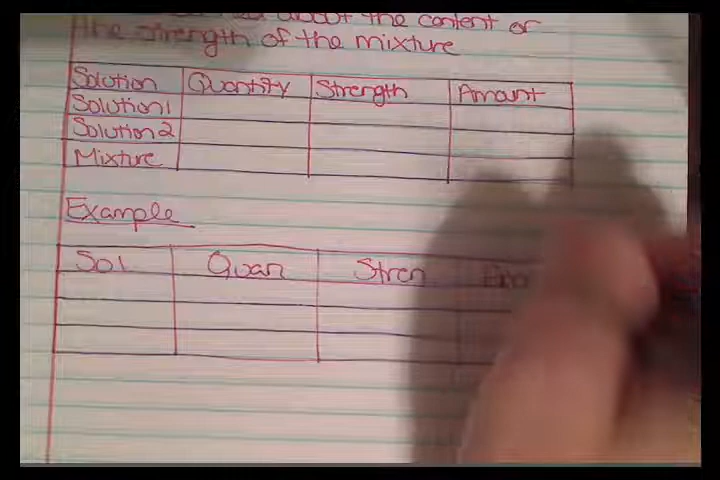 about the content or
the strength of the mixture
Solution Quantity Strength Amount
Solution 1
Solution 2
Mixture
Example
Sol Quan Stren